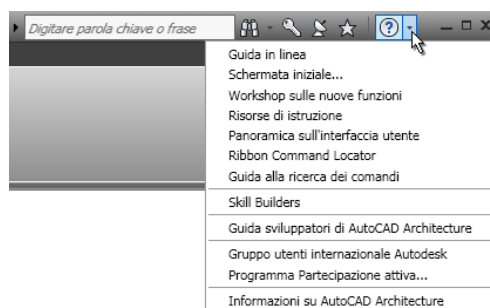 Digitare parola chiave o frase
Guida in linea
Schermata iniziale...
Workshop sulle nuove funzioni
Risorse di istruzione
Panoramica sull'interfaccia utente
Ribbon Command Locator
Guida alla ricerca dei comandi
Skill Builders
Guida sviluppatori di AutoCAD Architecture
Gruppo utenti internazionale Autodesk
Programma Partecipazione attiva...
Informazioni su AutoCAD Architecture